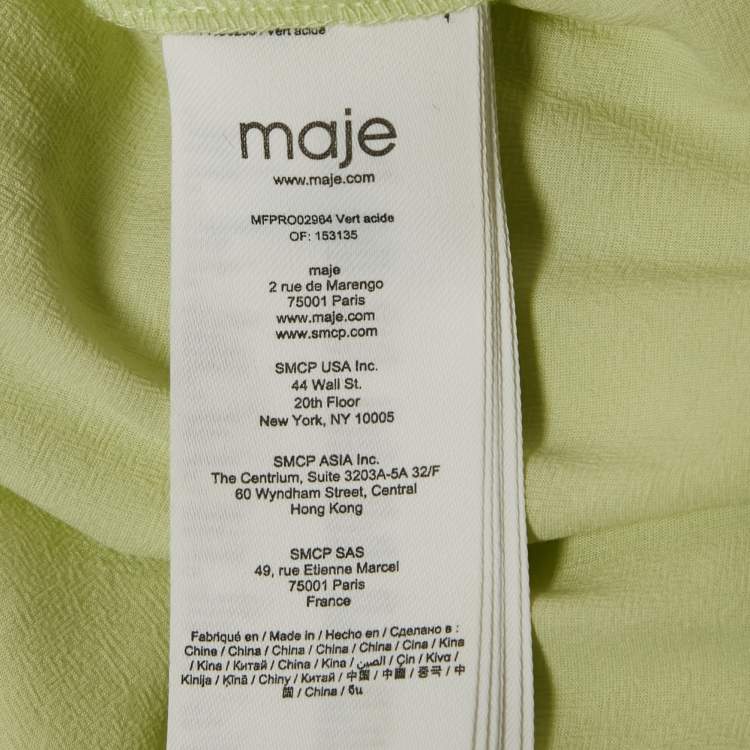 Vert acide
maje
www.maje.com
MFPRO02964 Vert acide
OF: 153135
maje
2 rue de Marengo
75001 Paris
www.maje.com
www.smcp.com
SMCP USA Inc.
44 Wall St.
20th Floor
New York, NY 10005
SMCP ASIA Inc.
The Centrium, Suite 3203A-5A 32/F
60 Wyndham Street, Central
Hong Kong
SMCP SAS
49, rue Etienne Marcel
75001 Paris
France
Fabriqué en / Made in / Hecho en / Сделано в :
Chine / China / China / China / China / Cina / Kina
/ Kina / Китай / China / Kina / الصين / Çin / Κίνα /
Kinija / Ķīnā / Chiny / Китай / 中国 / 中國 / 중국 / 中
国 / China / จีน